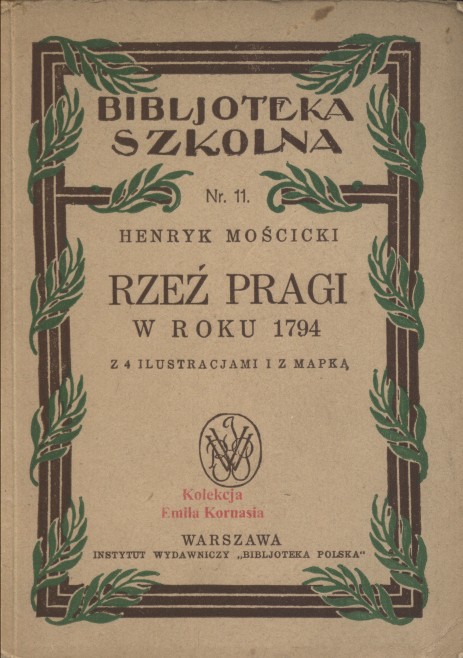 BIBLJOTEKA
SZKOLNA
Nr. 11.
HENRYK MOŚCICKI
RZEŹ PRAGI
W ROKU 1794
Z 4 ILUSTRACJAMI I Z MAPKĄ
Kolekcja
Emila Kornasia
WARSZAWA
INSTYTUT WYDAWNICZY „BIBLJOTEKA POLSKA"